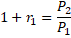 1 + r₁ = P₂/P₁